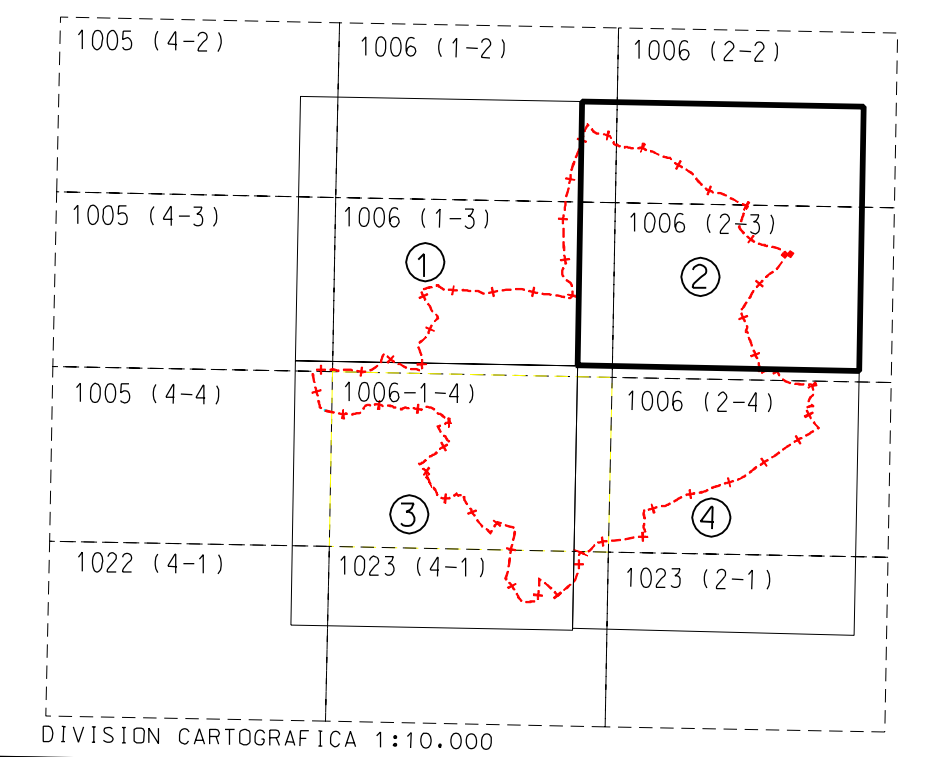 1005 (4-2) 1006 (1-2) 1006 (2-2)
1005 (4-3) 1006 (1-3) 1006 (2-3)
1 2
1005 (4-4) 1006-1-4) 1006 (2-4)
3 4
1022 (4-1) 1023 (4-1) 1023 (2-1)
DIVISION CARTOGRAFICA 1:10.000